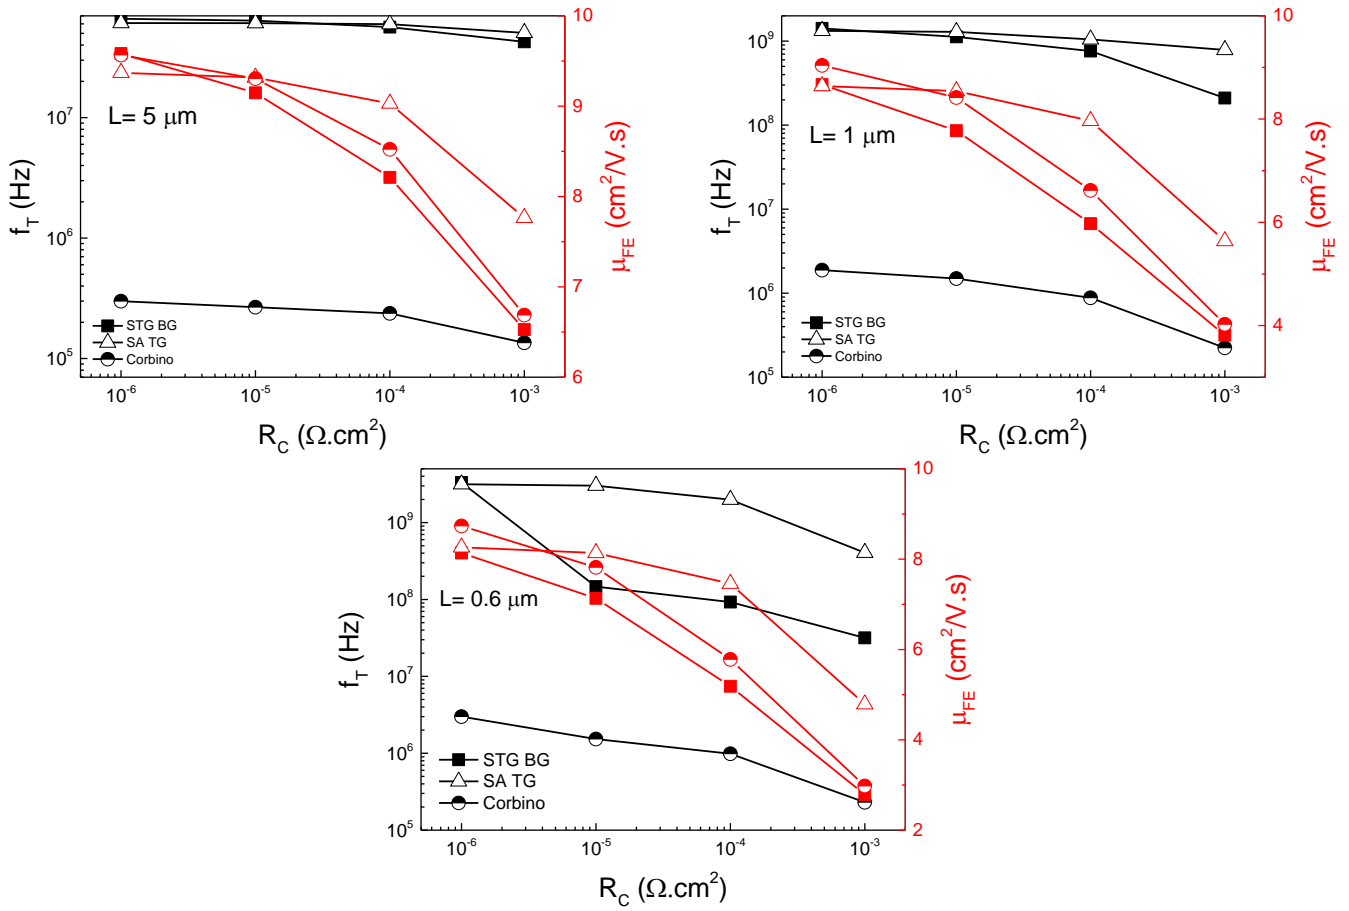 10⁷
10⁶
10⁵
f_T (Hz)
L= 5 μm
STG BG
SA TG
Corbino
10⁻⁶ 10⁻⁵ 10⁻⁴ 10⁻³
R_C (Ω.cm²)
10
9
8
7
6
μ_FE (cm²/V.s)
10⁹
10⁸
10⁷
10⁶
10⁵
f_T (Hz)
L= 1 μm
STG BG
SA TG
Corbino
10⁻⁶ 10⁻⁵ 10⁻⁴ 10⁻³
R_C (Ω.cm²)
10
8
6
4
μ_FE (cm²/V.s)
10⁹
10⁸
10⁷
10⁶
10⁵
f_T (Hz)
L= 0.6 μm
STG BG
SA TG
Corbino
10⁻⁶ 10⁻⁵ 10⁻⁴ 10⁻³
R_C (Ω.cm²)
10
8
6
4
2
μ_FE (cm²/V.s)